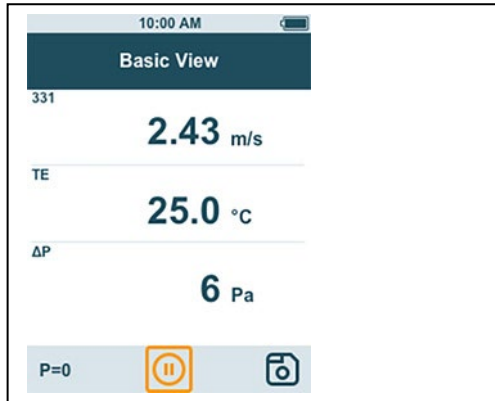 10:00 AM
Basic View
331
2.43 m/s
TE
25.0 °C
ΔP
6 Pa
P=0